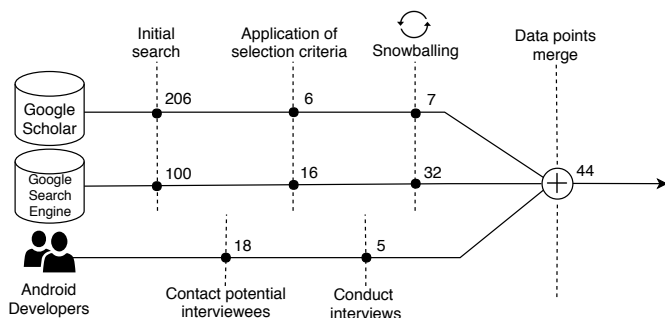 Initial
search
Application of
selection criteria
Snowballing
Data points
merge
Google
Scholar
206
6
7
Google
Search
Engine
100
16
32
44
Android
Developers
18
5
Contact potential
interviewees
Conduct
interviews